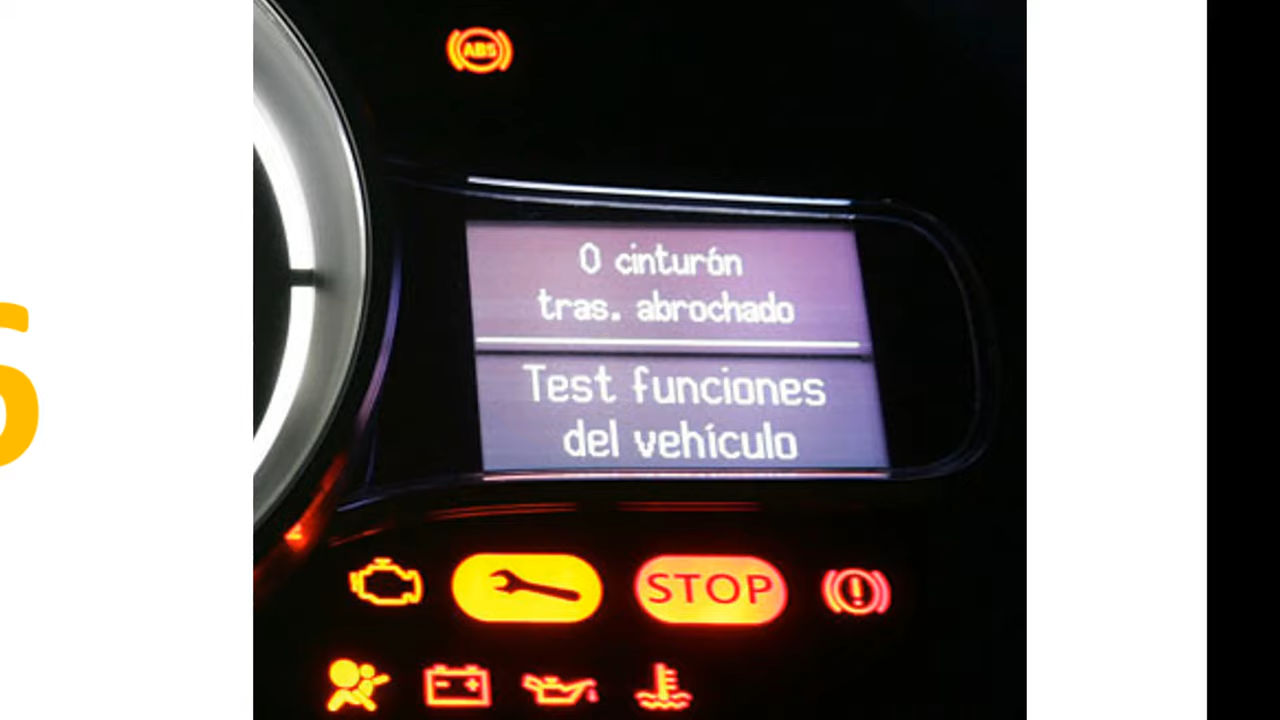 ABS
0 cinturón
tras. abrochado
Test funciones
del vehículo
STOP